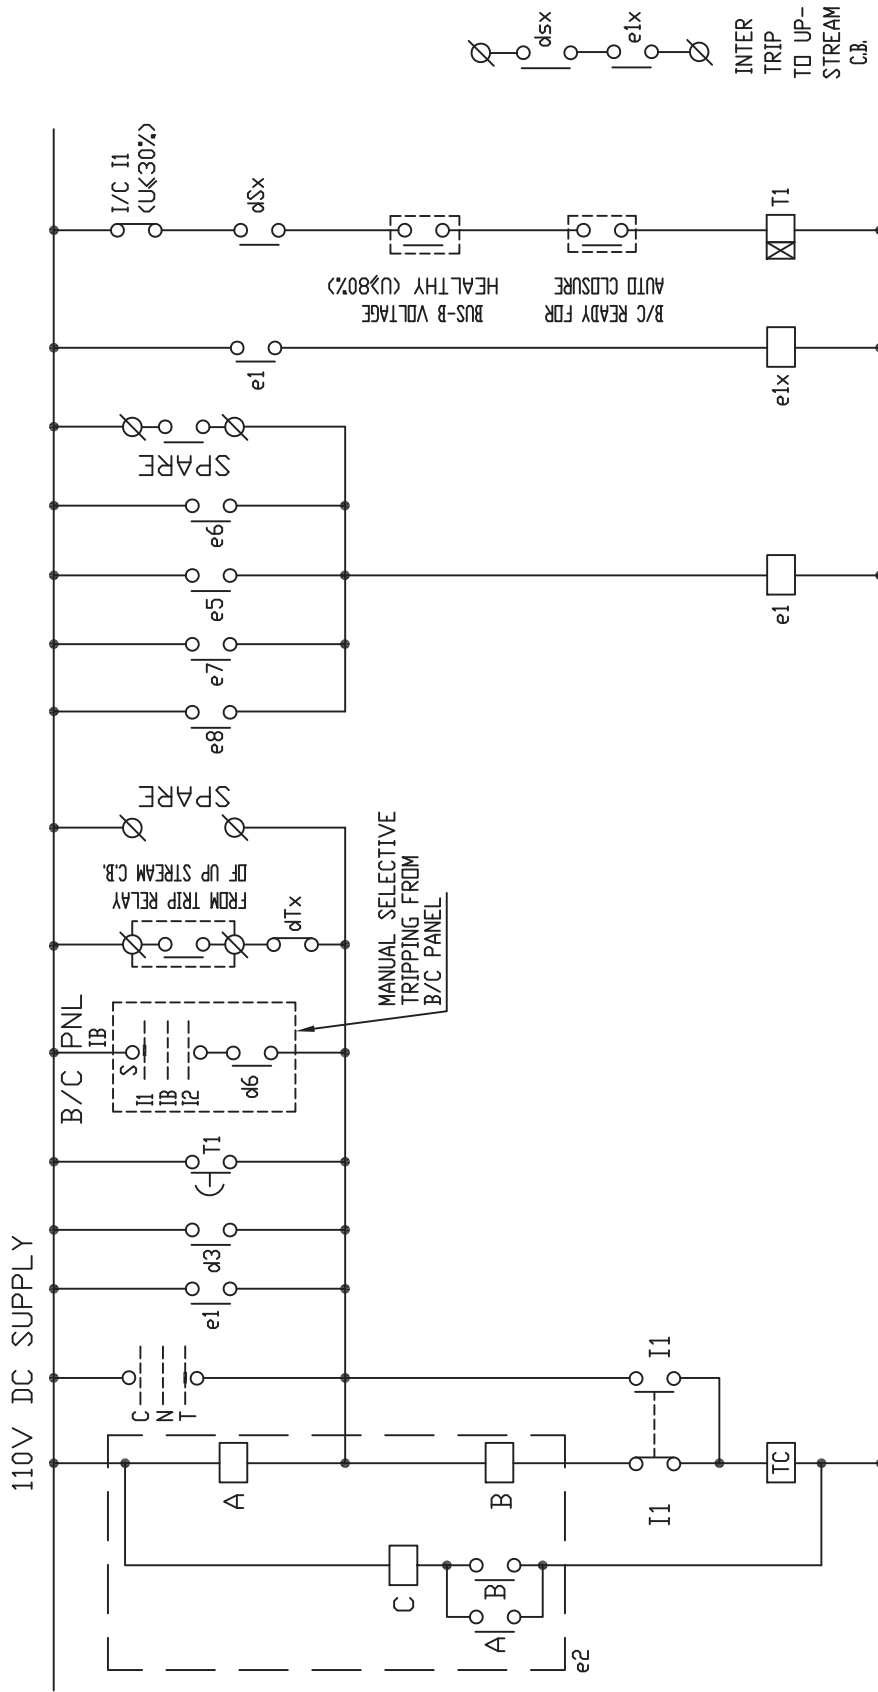 110V DC SUPPLY
INTER
TRIP
TO UP-
STREAM
C.B.
dsx
e1x
I/C I1
(U<30%)
dSx
BUS-B VOLTAGE
HEALTHY (U≥80%)
B/C READY FOR
AUTO CLOSURE
T1
e1
e1x
SPARE
e6
e5
e7
e8
e1
SPARE
FROM TRIP RELAY
OF UP STREAM C.B.
dTx
B/C PNL
IB
S
I1
IB
I2
d6
MANUAL SELECTIVE
TRIPPING FROM
B/C PANEL
T1
d3
e1
C
N
T
I1
I1
TC
A
B
C
B
A
e2